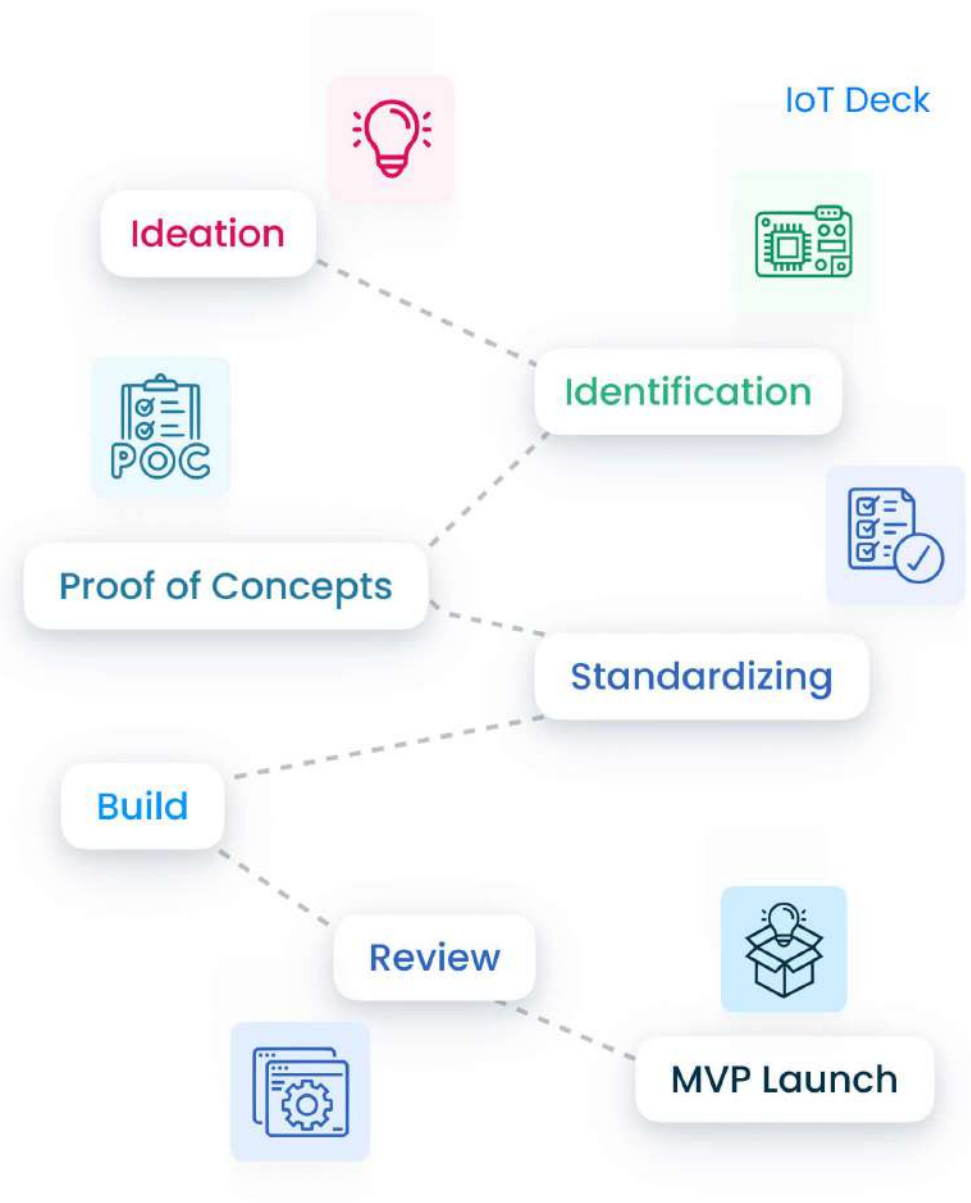 IoT Deck
Ideation
Identification
POC
Proof of Concepts
Standardizing
Build
Review
MVP Launch